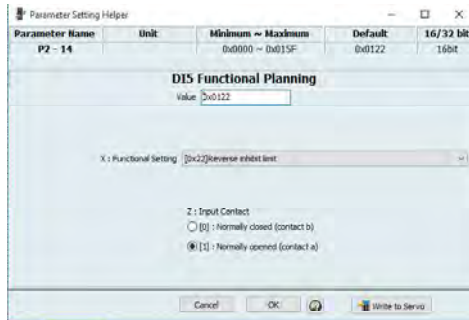 Parameter Setting Helper
Parameter Name Unit Minimum ~ Maximum Default 16/32 bit
P2 - 14 0x0000 ~ 0x015F 0x0122 16bit
DI5 Functional Planning
Value 0x0122
X : Functional Setting [0x22]Reverse inhibit limit
Z : Input Contact
[0] : Normally closed (contact b)
[1] : Normally opened (contact a)
Cancel OK Write to Servo